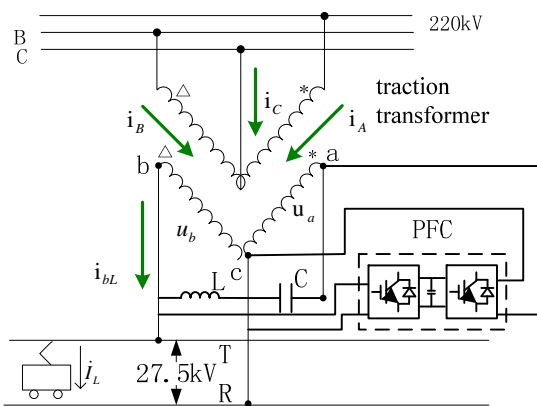 B
C
220kV
△
*
i_B
i_C
i_A
traction
transformer
△
*
b
a
u_b
u_a
c
PFC
i_bL
L
C
T
i_L
27.5kV
R